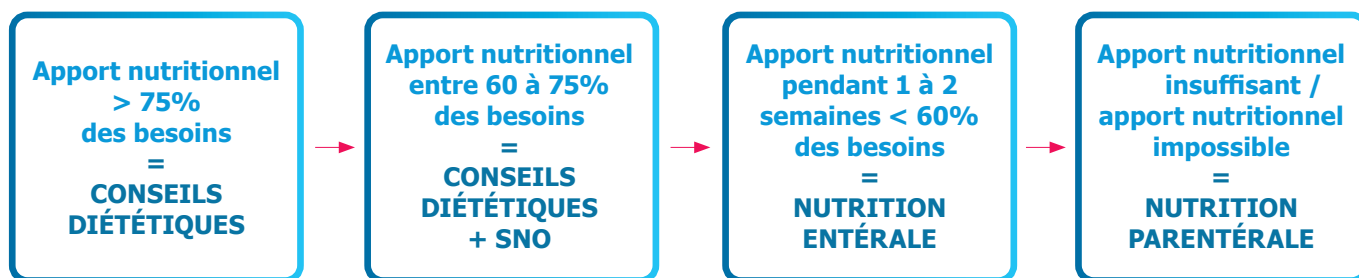 Apport nutritionnel
> 75%
des besoins
=
CONSEILS
DIÉTÉTIQUES
Apport nutritionnel
entre 60 à 75%
des besoins
=
CONSEILS
DIÉTÉTIQUES
+ SNO
Apport nutritionnel
pendant 1 à 2
semaines < 60%
des besoins
=
NUTRITION
ENTÉRALE
Apport nutritionnel
insuffisant /
apport nutritionnel
impossible
=
NUTRITION
PARENTÉRALE